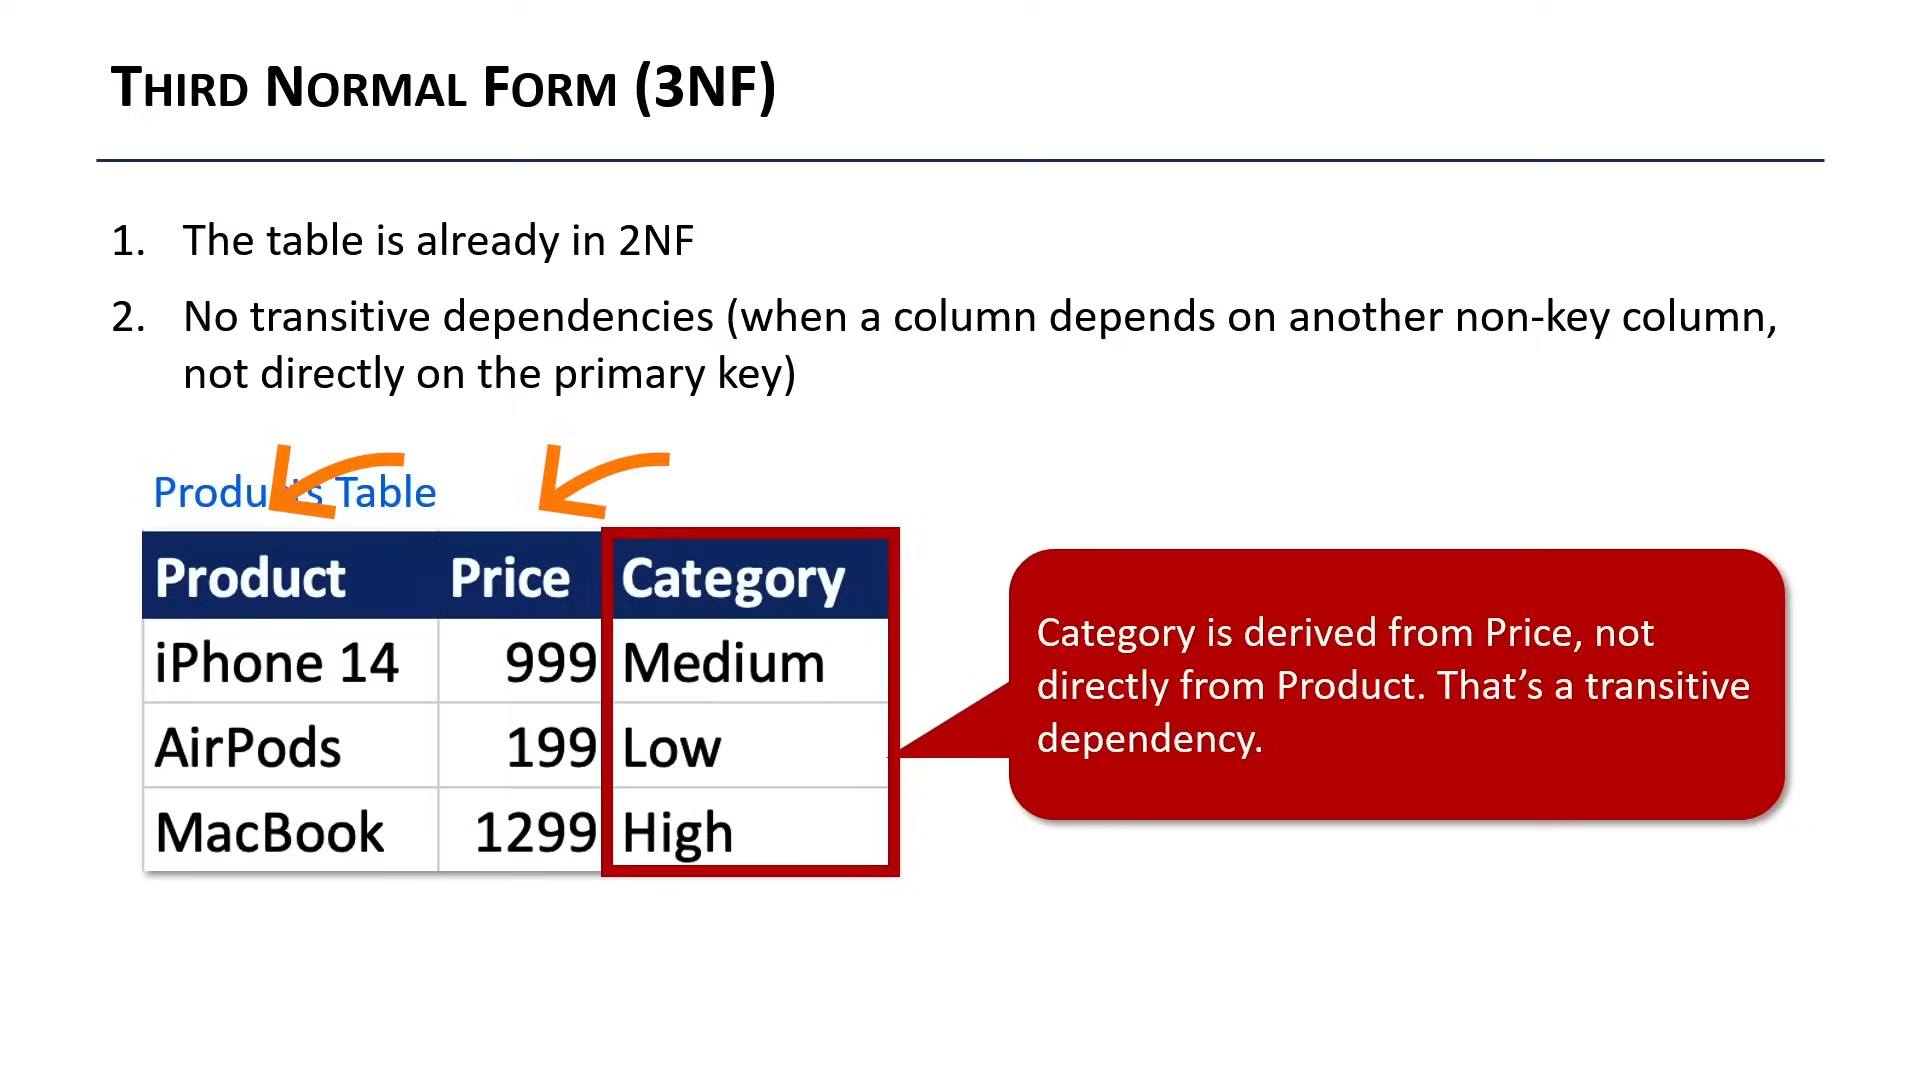 THIRD NORMAL FORM (3NF)
1. The table is already in 2NF
2. No transitive dependencies (when a column depends on another non-key column,
not directly on the primary key)
Products Table
Product Price Category
iPhone 14 999 Medium
AirPods 199 Low
MacBook 1299 High
Category is derived from Price, not
directly from Product. That’s a transitive
dependency.